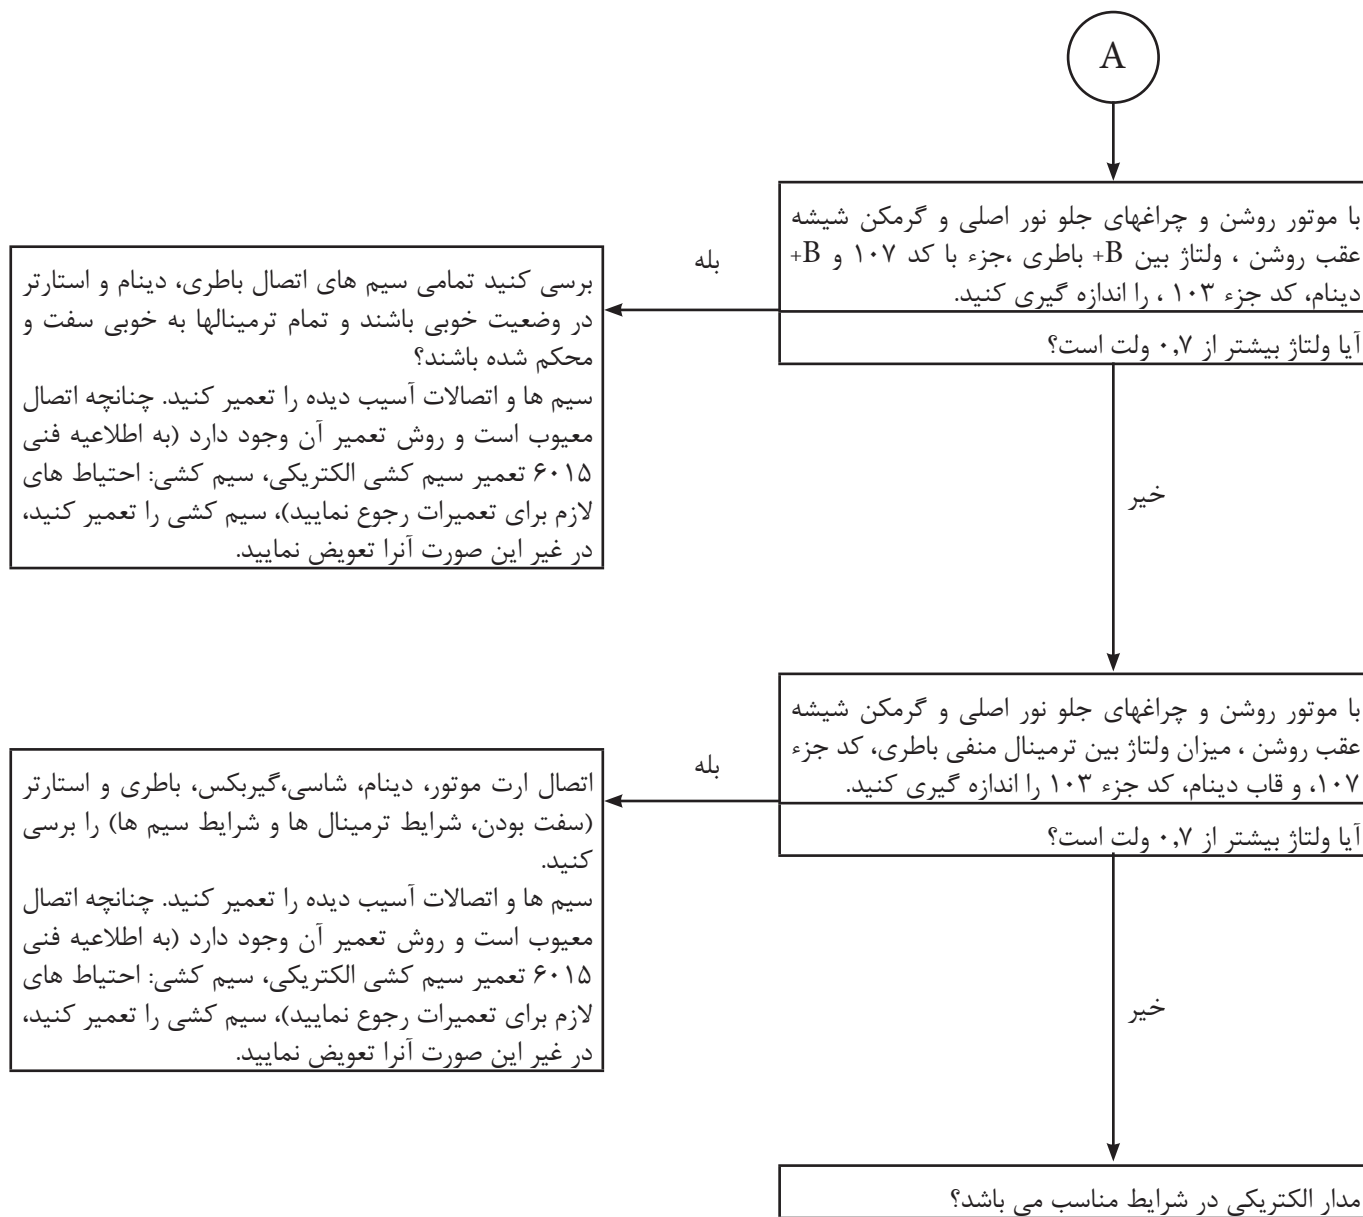 A
با موتور روشن و چراغهای جلو نور اصلی و گرمکن شیشه
عقب روشن ، ولتاژ بین B+ باطری ،جزء با کد ۱۰۷ و B+
دینام، کد جزء ۱۰۳ ، را اندازه گیری کنید.
آیا ولتاژ بیشتر از ۰,۷ ولت است؟
بله
برسی کنید تمامی سیم های اتصال باطری، دینام و استارتر
در وضعیت خوبی باشند و تمام ترمینالها به خوبی سفت و
محکم شده باشند؟
سیم ها و اتصالات آسیب دیده را تعمیر کنید. چنانچه اتصال
معیوب است و روش تعمیر آن وجود دارد (به اطلاعیه فنی
۶۰۱۵ تعمیر سیم کشی الکتریکی، سیم کشی: احتیاط های
لازم برای تعمیرات رجوع نمایید)، سیم کشی را تعمیر کنید،
در غیر این صورت آنرا تعویض نمایید.
خیر
با موتور روشن و چراغهای جلو نور اصلی و گرمکن شیشه
عقب روشن ، میزان ولتاژ بین ترمینال منفی باطری، کد جزء
۱۰۷، و قاب دینام، کد جزء ۱۰۳ را اندازه گیری کنید.
آیا ولتاژ بیشتر از ۰,۷ ولت است؟
بله
اتصال ارت موتور، دینام، شاسی،گیربکس، باطری و استارتر
(سفت بودن، شرایط ترمینال ها و شرایط سیم ها) را برسی
کنید.
سیم ها و اتصالات آسیب دیده را تعمیر کنید. چنانچه اتصال
معیوب است و روش تعمیر آن وجود دارد (به اطلاعیه فنی
۶۰۱۵ تعمیر سیم کشی الکتریکی، سیم کشی: احتیاط های
لازم برای تعمیرات رجوع نمایید)، سیم کشی را تعمیر کنید،
در غیر این صورت آنرا تعویض نمایید.
خیر
مدار الکتریکی در شرایط مناسب می باشد؟